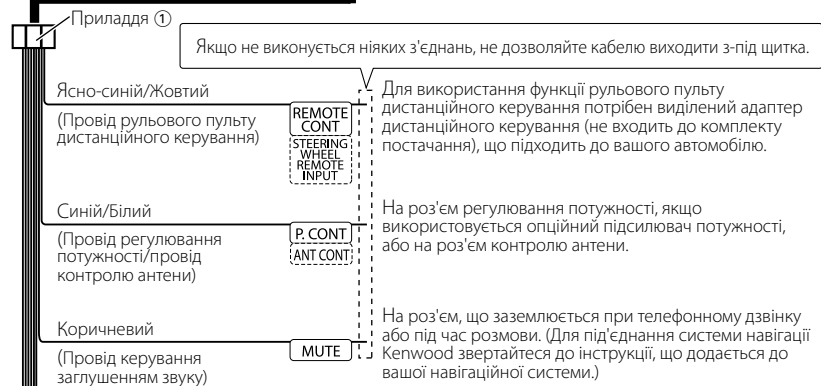 Приладдя ①
Якщо не виконується ніяких з'єднань, не дозволяйте кабелю виходити з-під щитка.
Ясно-синій/Жовтий
(Провід рульового пульту
дистанційного керування)
REMOTE
CONT
STEERING
WHEEL
REMOTE
INPUT
Для використання функції рульового пульту
дистанційного керування потрібен виділений адаптер
дистанційного керування (не входить до комплекту
постачання), що підходить до вашого автомобілю.
Синій/Білий
(Провід регулювання
потужності/провід
контролю антени)
P. CONT
ANT CONT
На роз'єм регулювання потужності, якщо
використовується опційний підсилювач потужності,
або на роз'єм контролю антени.
Коричневий
(Провід керування
заглушенням звуку)
MUTE
На роз'єм, що заземлюється при телефонному дзвінку
або під час розмови. (Для під'єднання системи навігації
Kenwood звертайтеся до інструкції, що додається до
вашої навігаційної системи.)